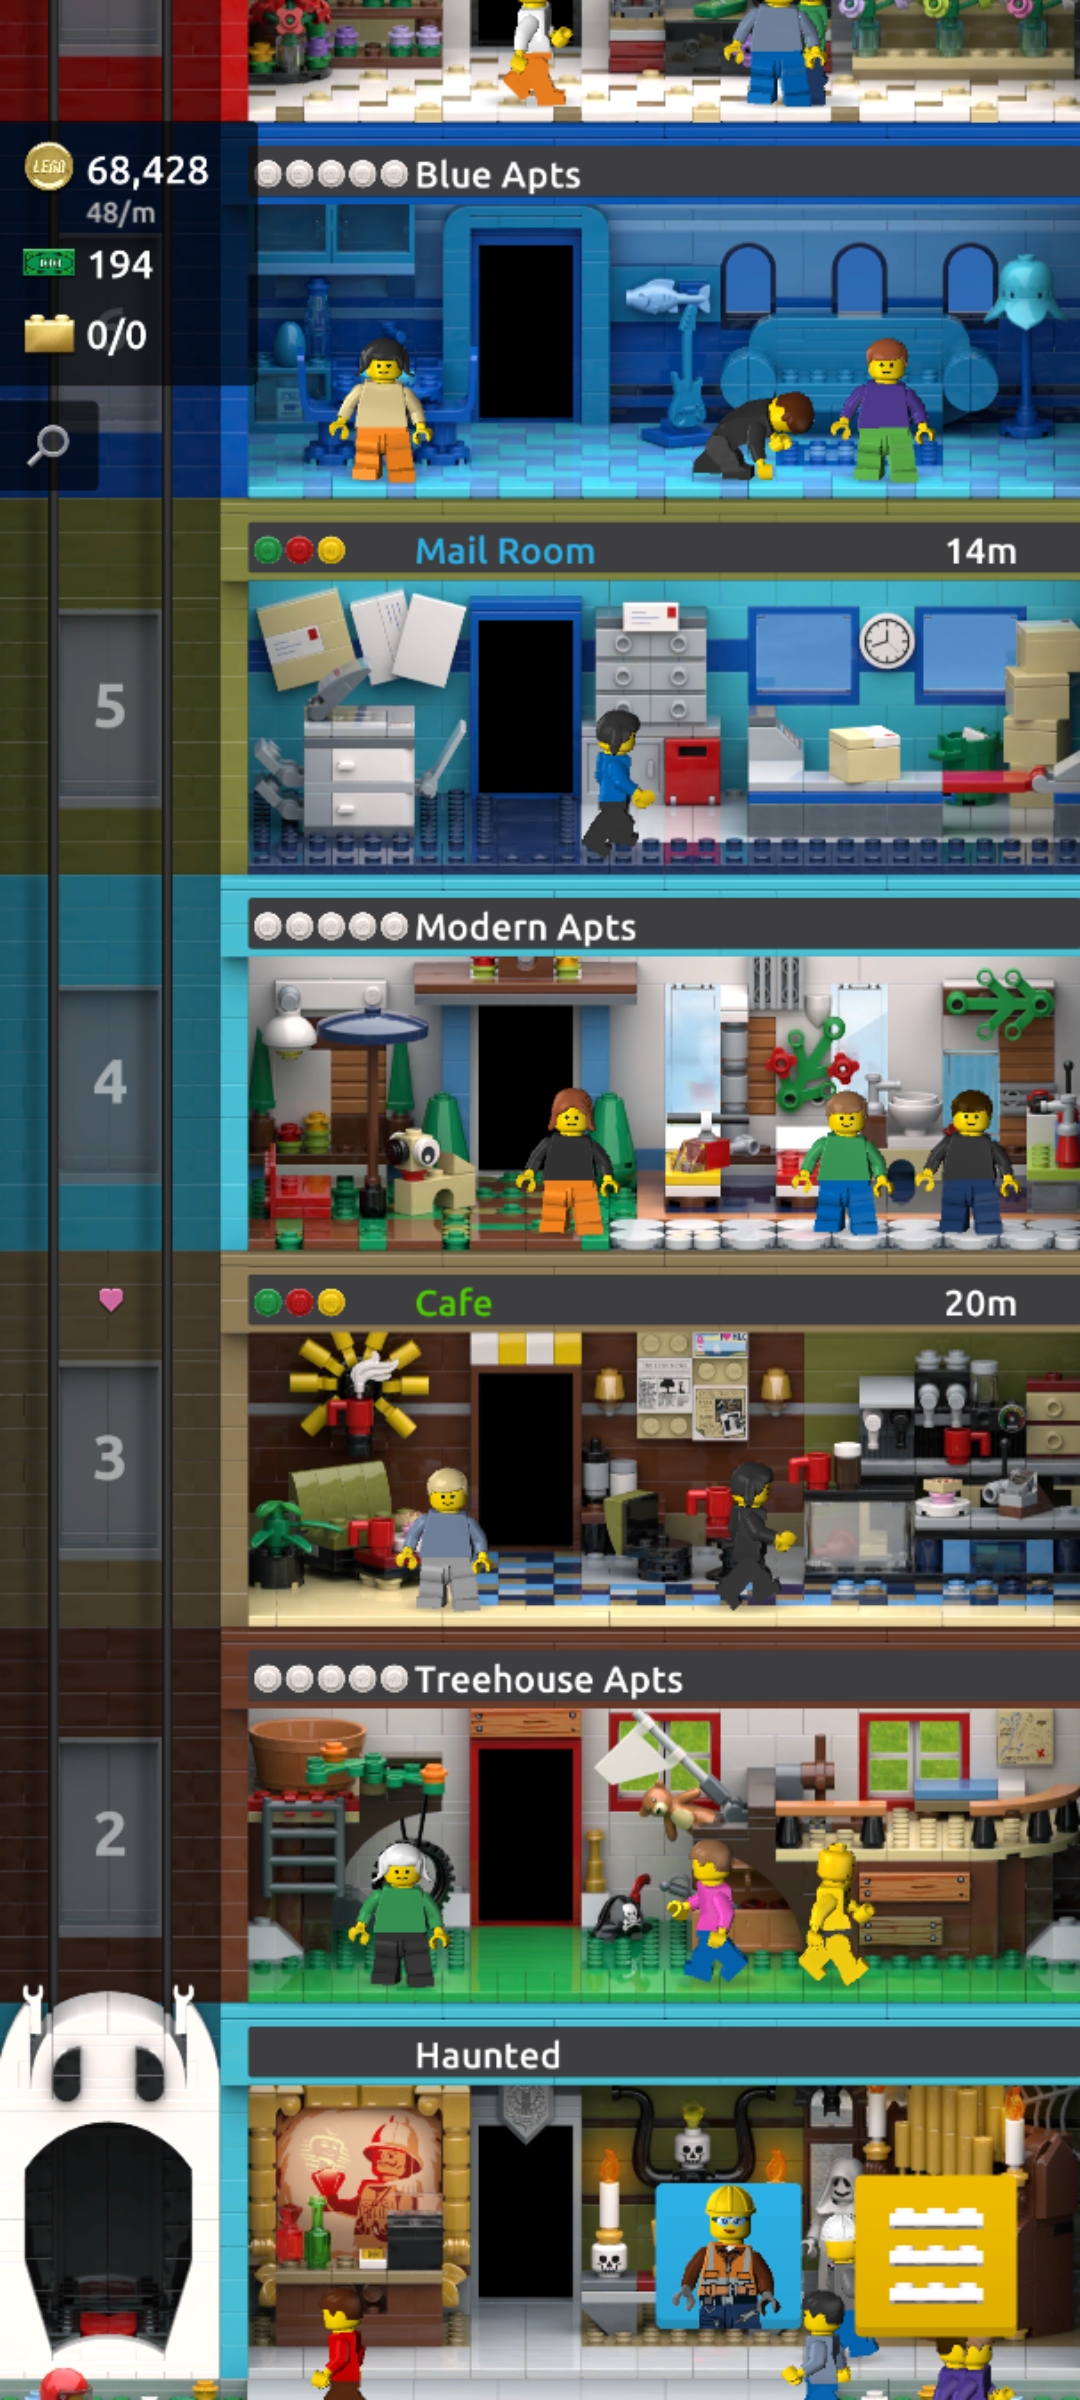 LEGO
68,428
48/m
194
0/0
Blue Apts
Mail Room
14m
5
Modern Apts
4
Cafe
20m
3
Treehouse Apts
2
Haunted